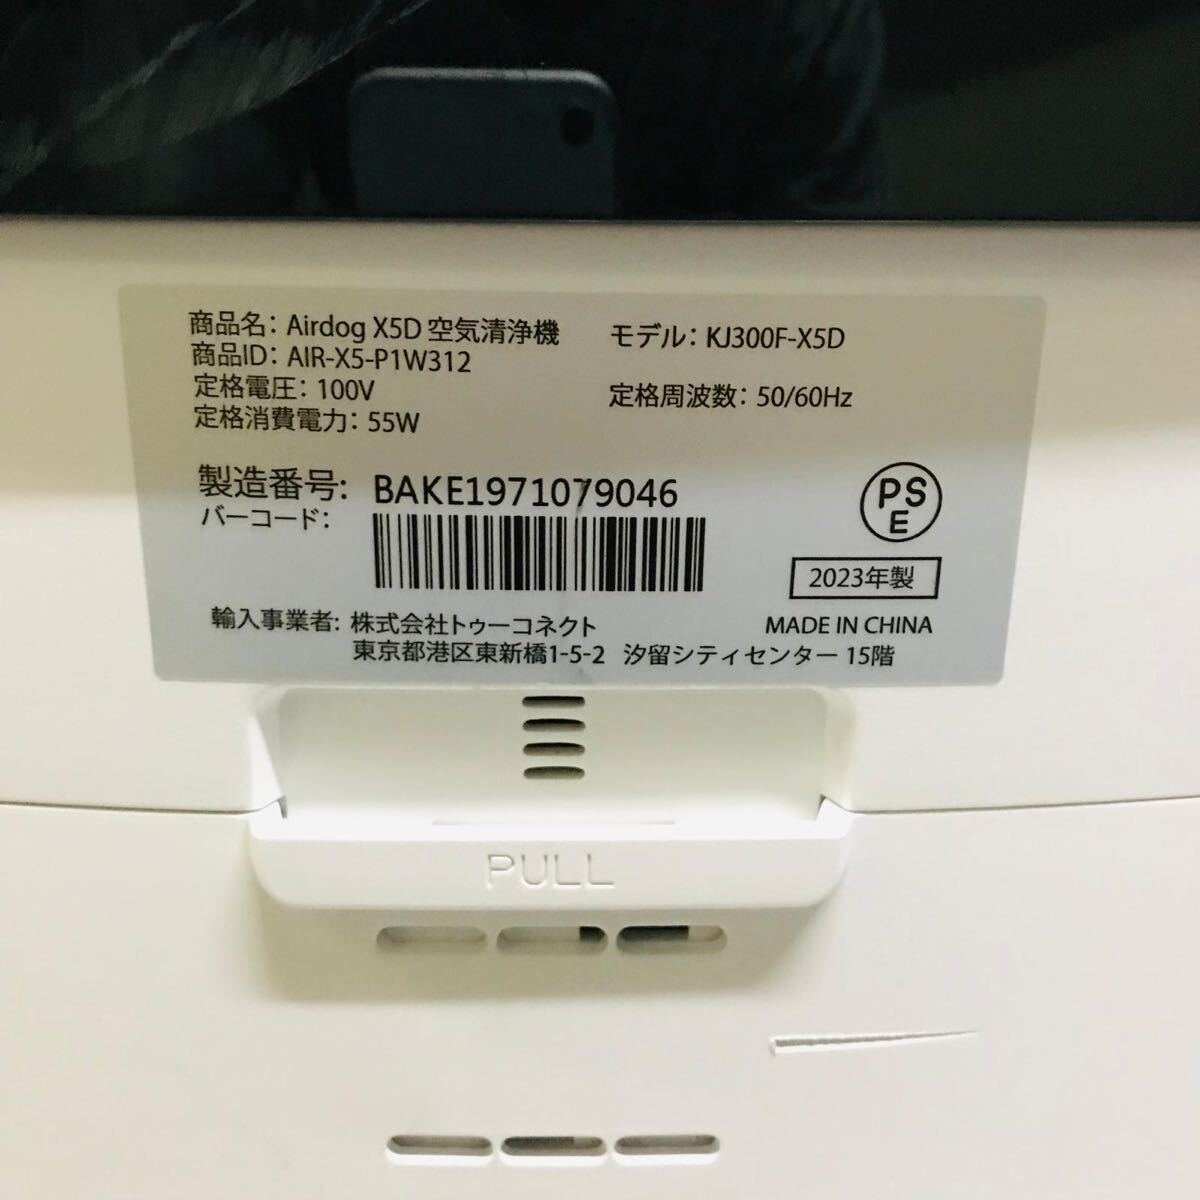 商品名：Airdog X5D 空気清浄機 モデル：KJ300F-X5D
商品ID：AIR-X5-P1W312
定格電圧：100V 定格周波数：50/60Hz
定格消費電力：55W
製造番号: BAKE1971079046
バーコード：
PSE
2023年製
輸入事業者: 株式会社トゥーコネクト MADE IN CHINA
東京都港区東新橋1-5-2 汐留シティセンター 15階
PULL